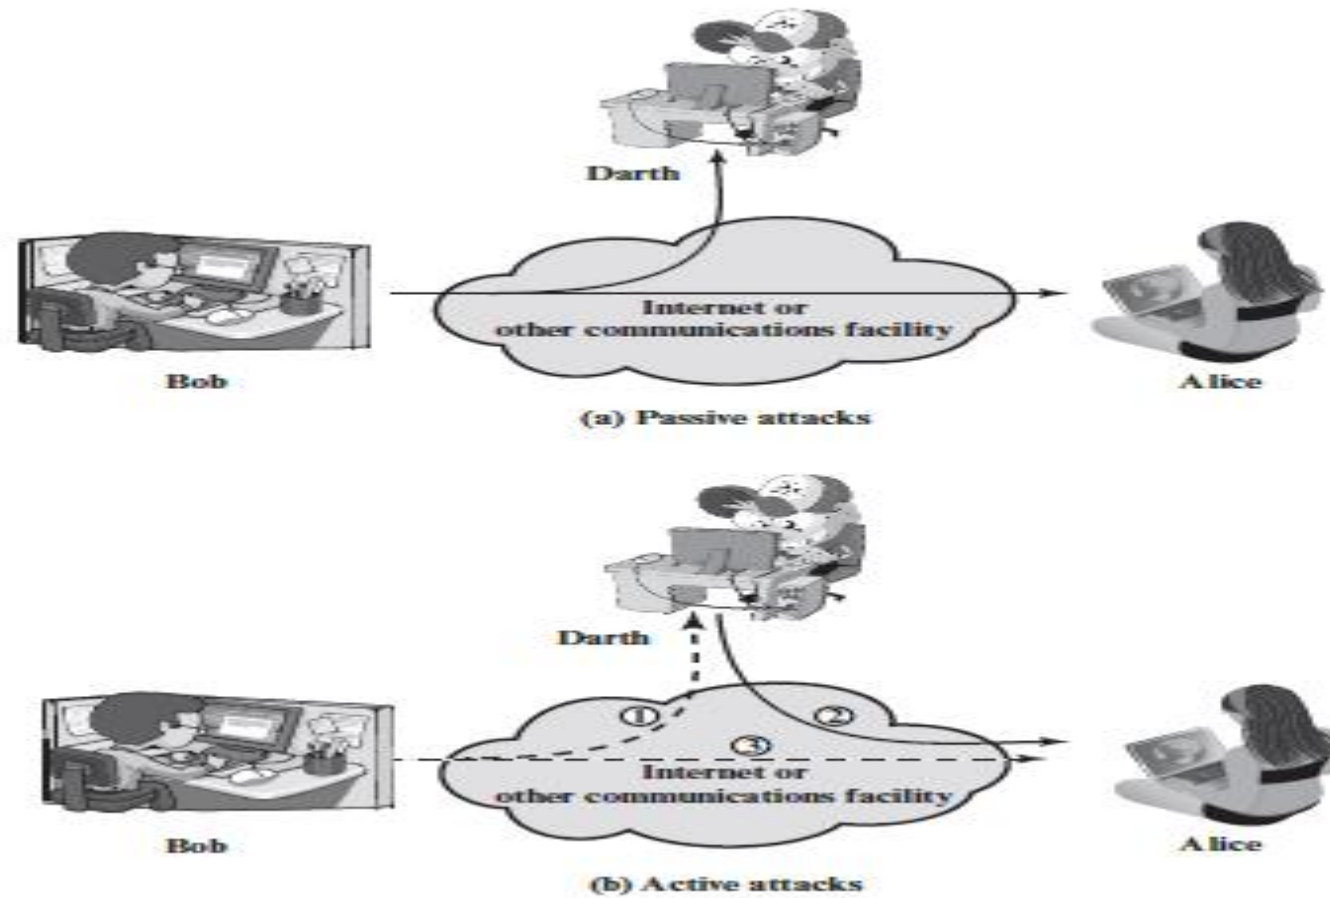 Darth
Internet or
other communications facility
Bob
Alice
(a) Passive attacks
Darth
①
②
③
Internet or
other communications facility
Bob
Alice
(b) Active attacks